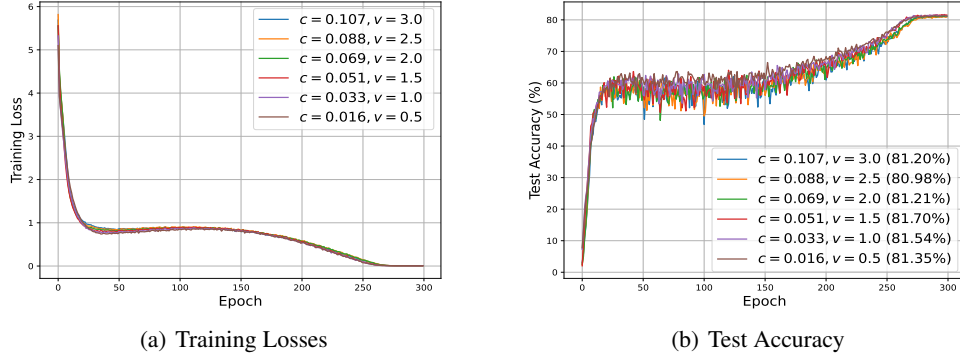 6
5
4
3
2
1
0
Training Loss
c = 0.107, v = 3.0
c = 0.088, v = 2.5
c = 0.069, v = 2.0
c = 0.051, v = 1.5
c = 0.033, v = 1.0
c = 0.016, v = 0.5
0 50 100 150 200 250 300
Epoch
(a) Training Losses
90
80
70
60
50
40
30
20
10
0
Test Accuracy (%)
c = 0.107, v = 3.0 (81.20%)
c = 0.088, v = 2.5 (80.98%)
c = 0.069, v = 2.0 (81.21%)
c = 0.051, v = 1.5 (81.70%)
c = 0.033, v = 1.0 (81.54%)
c = 0.016, v = 0.5 (81.35%)
0 50 100 150 200 250 300
Epoch
(b) Test Accuracy